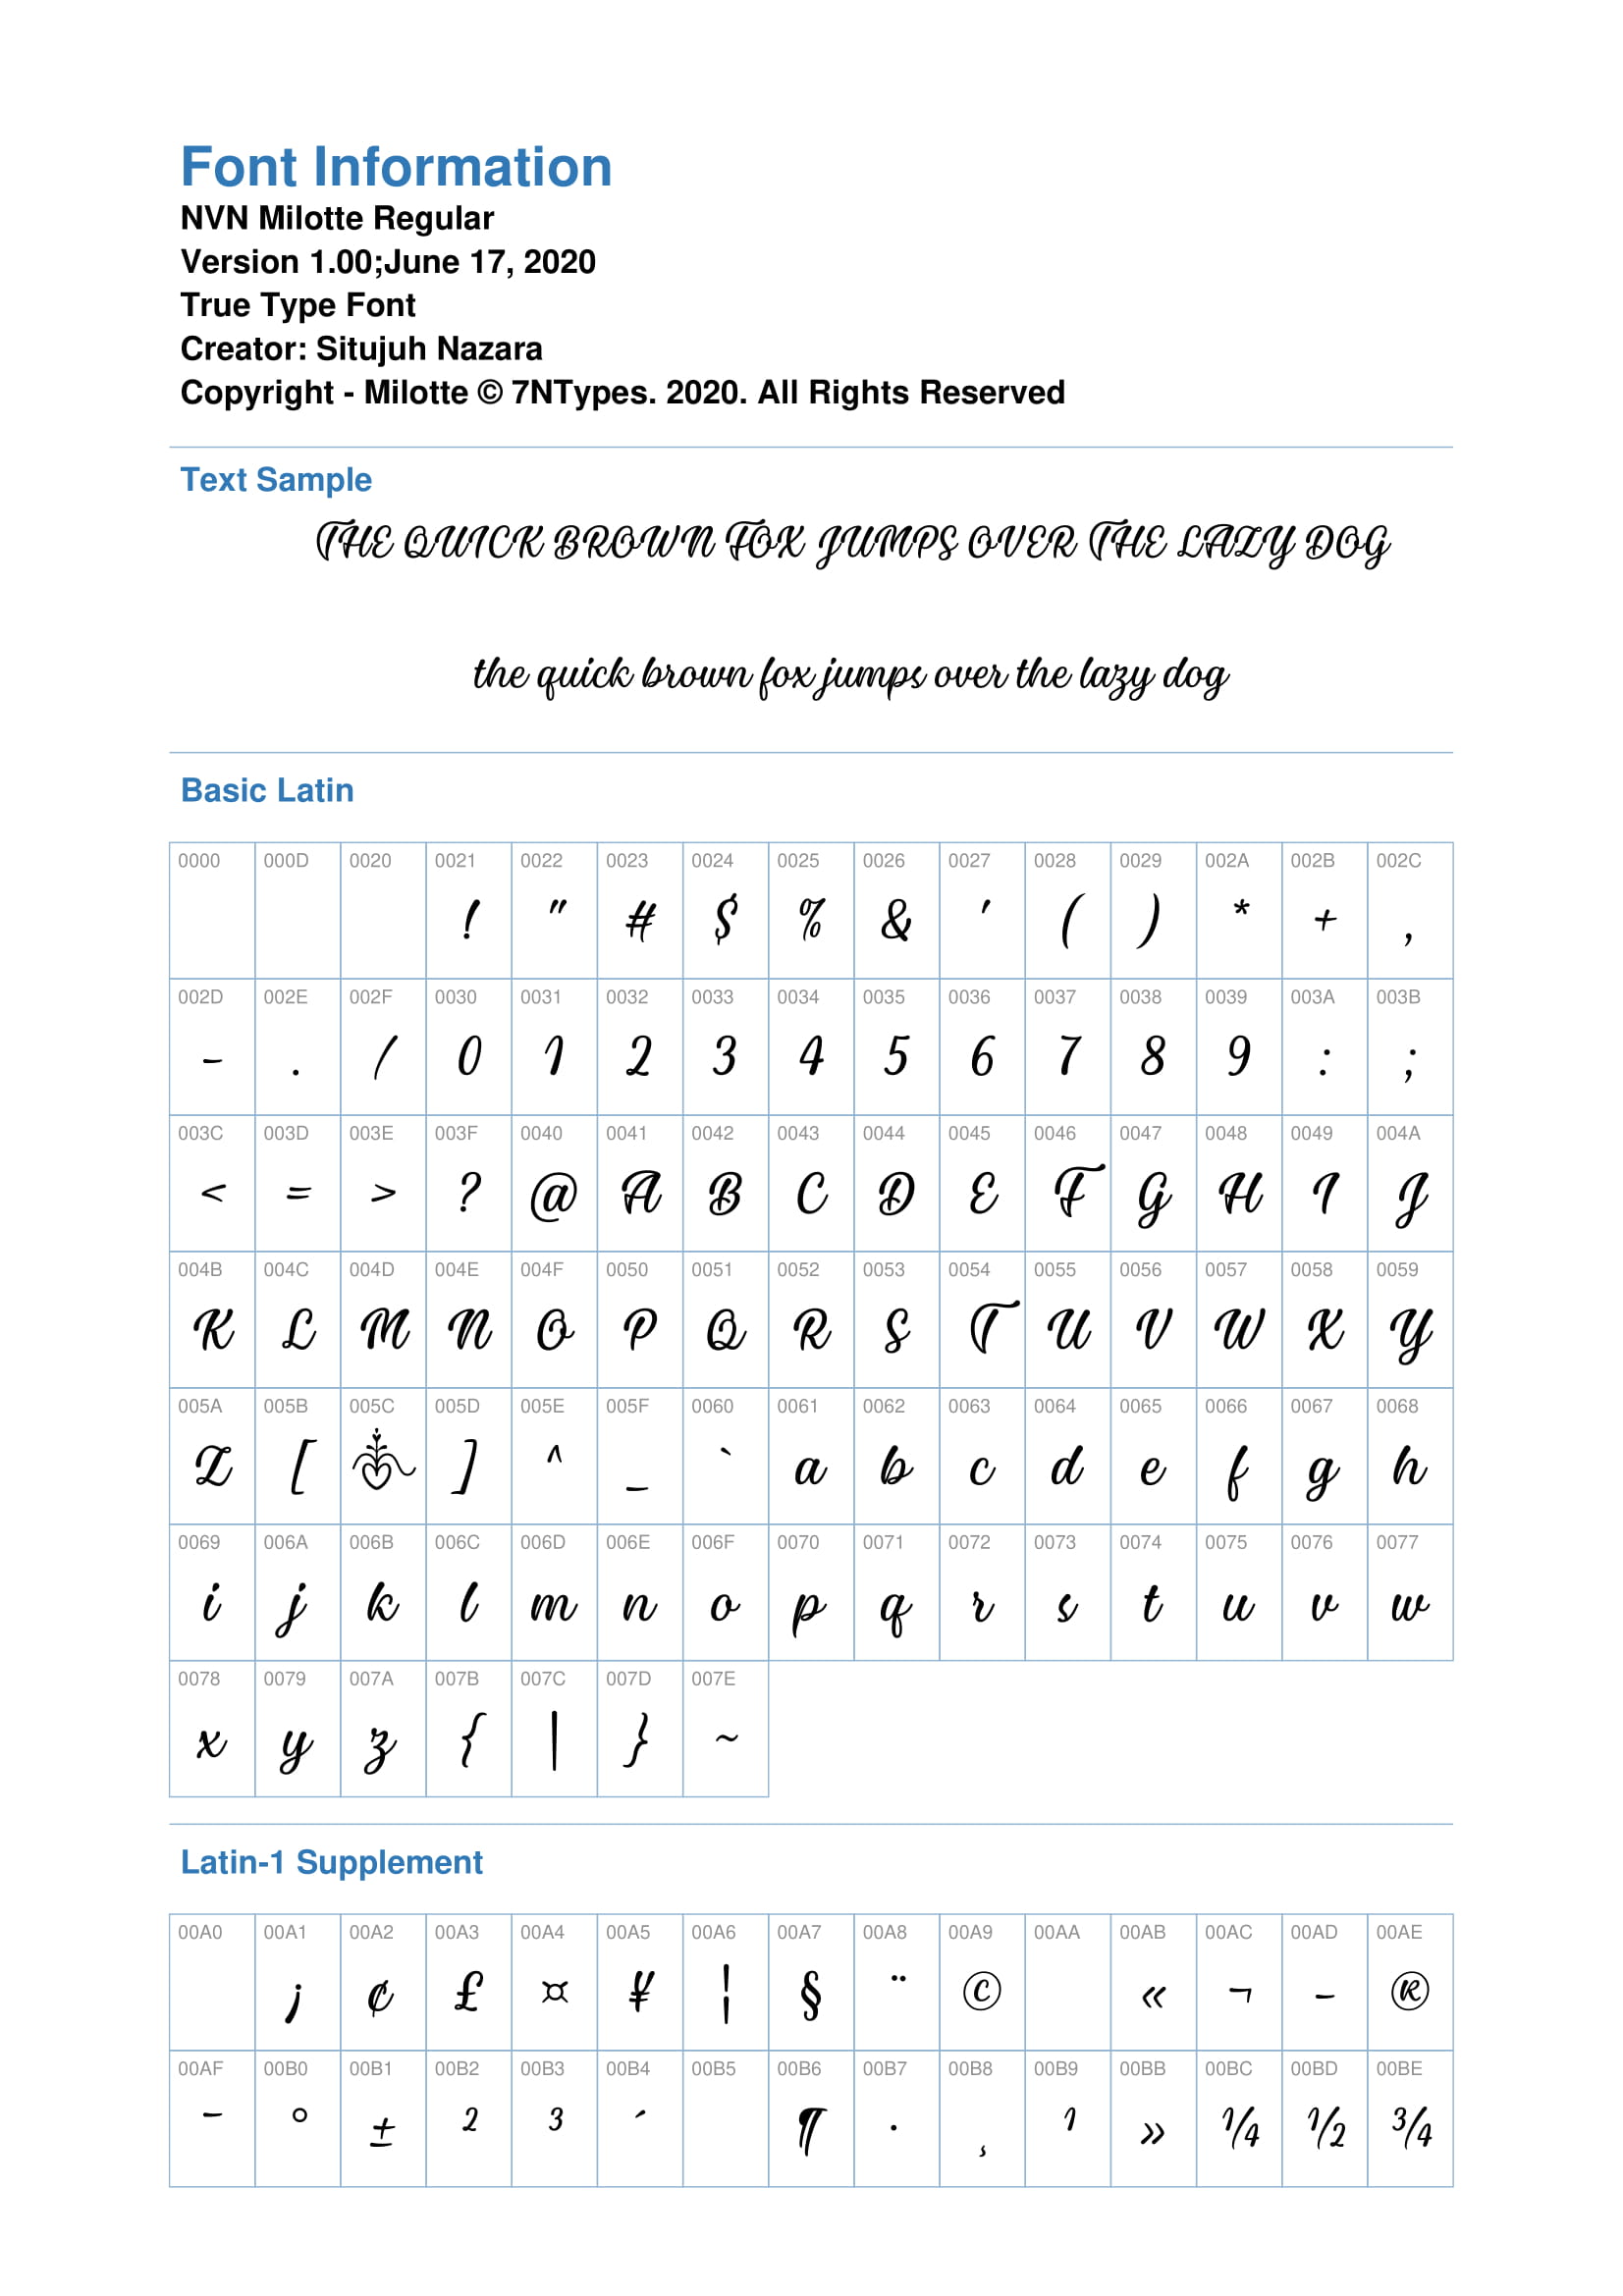 Font Information
NVN Milotte Regular
Version 1.00;June 17, 2020
True Type Font
Creator: Situjuh Nazara
Copyright - Milotte © 7NTypes. 2020. All Rights Reserved
Text Sample
THE QUICK BROWN FOX JUMPS OVER THE LAZY DOG
the quick brown fox jumps over the lazy dog
Basic Latin
0000 000D 0020 0021 0022 0023 0024 0025 0026 0027 0028 0029 002A 002B 002C
! " # $ % & ' ( ) * + ,
002D 002E 002F 0030 0031 0032 0033 0034 0035 0036 0037 0038 0039 003A 003B
- . / 0 1 2 3 4 5 6 7 8 9 : ;
003C 003D 003E 003F 0040 0041 0042 0043 0044 0045 0046 0047 0048 0049 004A
< = > ? @ A B C D E F G H I J
004B 004C 004D 004E 004F 0050 0051 0052 0053 0054 0055 0056 0057 0058 0059
K L M N O P Q R S T U V W X Y
005A 005B 005C 005D 005E 005F 0060 0061 0062 0063 0064 0065 0066 0067 0068
Z [ ] ^ _ ` a b c d e f g h
0069 006A 006B 006C 006D 006E 006F 0070 0071 0072 0073 0074 0075 0076 0077
i j k l m n o p q r s t u v w
0078 0079 007A 007B 007C 007D 007E
x y z { | } ~
Latin-1 Supplement
00A0 00A1 00A2 00A3 00A4 00A5 00A6 00A7 00A8 00A9 00AA 00AB 00AC 00AD 00AE
¡ ¢ £ ¤ ¥ ¦ § ¨ © « ¬ - ®
00AF 00B0 00B1 00B2 00B3 00B4 00B5 00B6 00B7 00B8 00B9 00BB 00BC 00BD 00BE
¯ ° ± ² ³ ´ ¶ · ¸ ¹ » ¼ ½ ¾